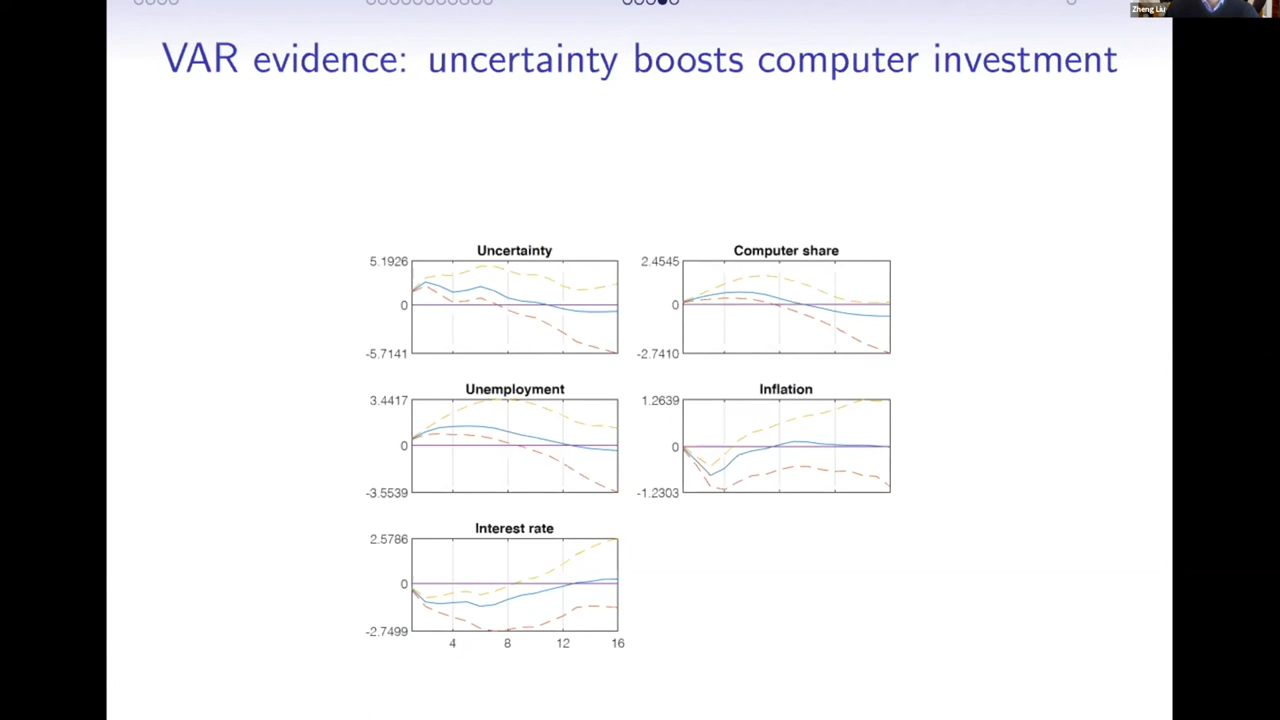 Zheng Liu
VAR evidence: uncertainty boosts computer investment
Uncertainty
5.1926
0
-5.7141
Computer share
2.4545
0
-2.7410
Unemployment
3.4417
0
-3.5539
Inflation
1.2639
0
-1.2303
Interest rate
2.5786
0
-2.7499
4 8 12 16